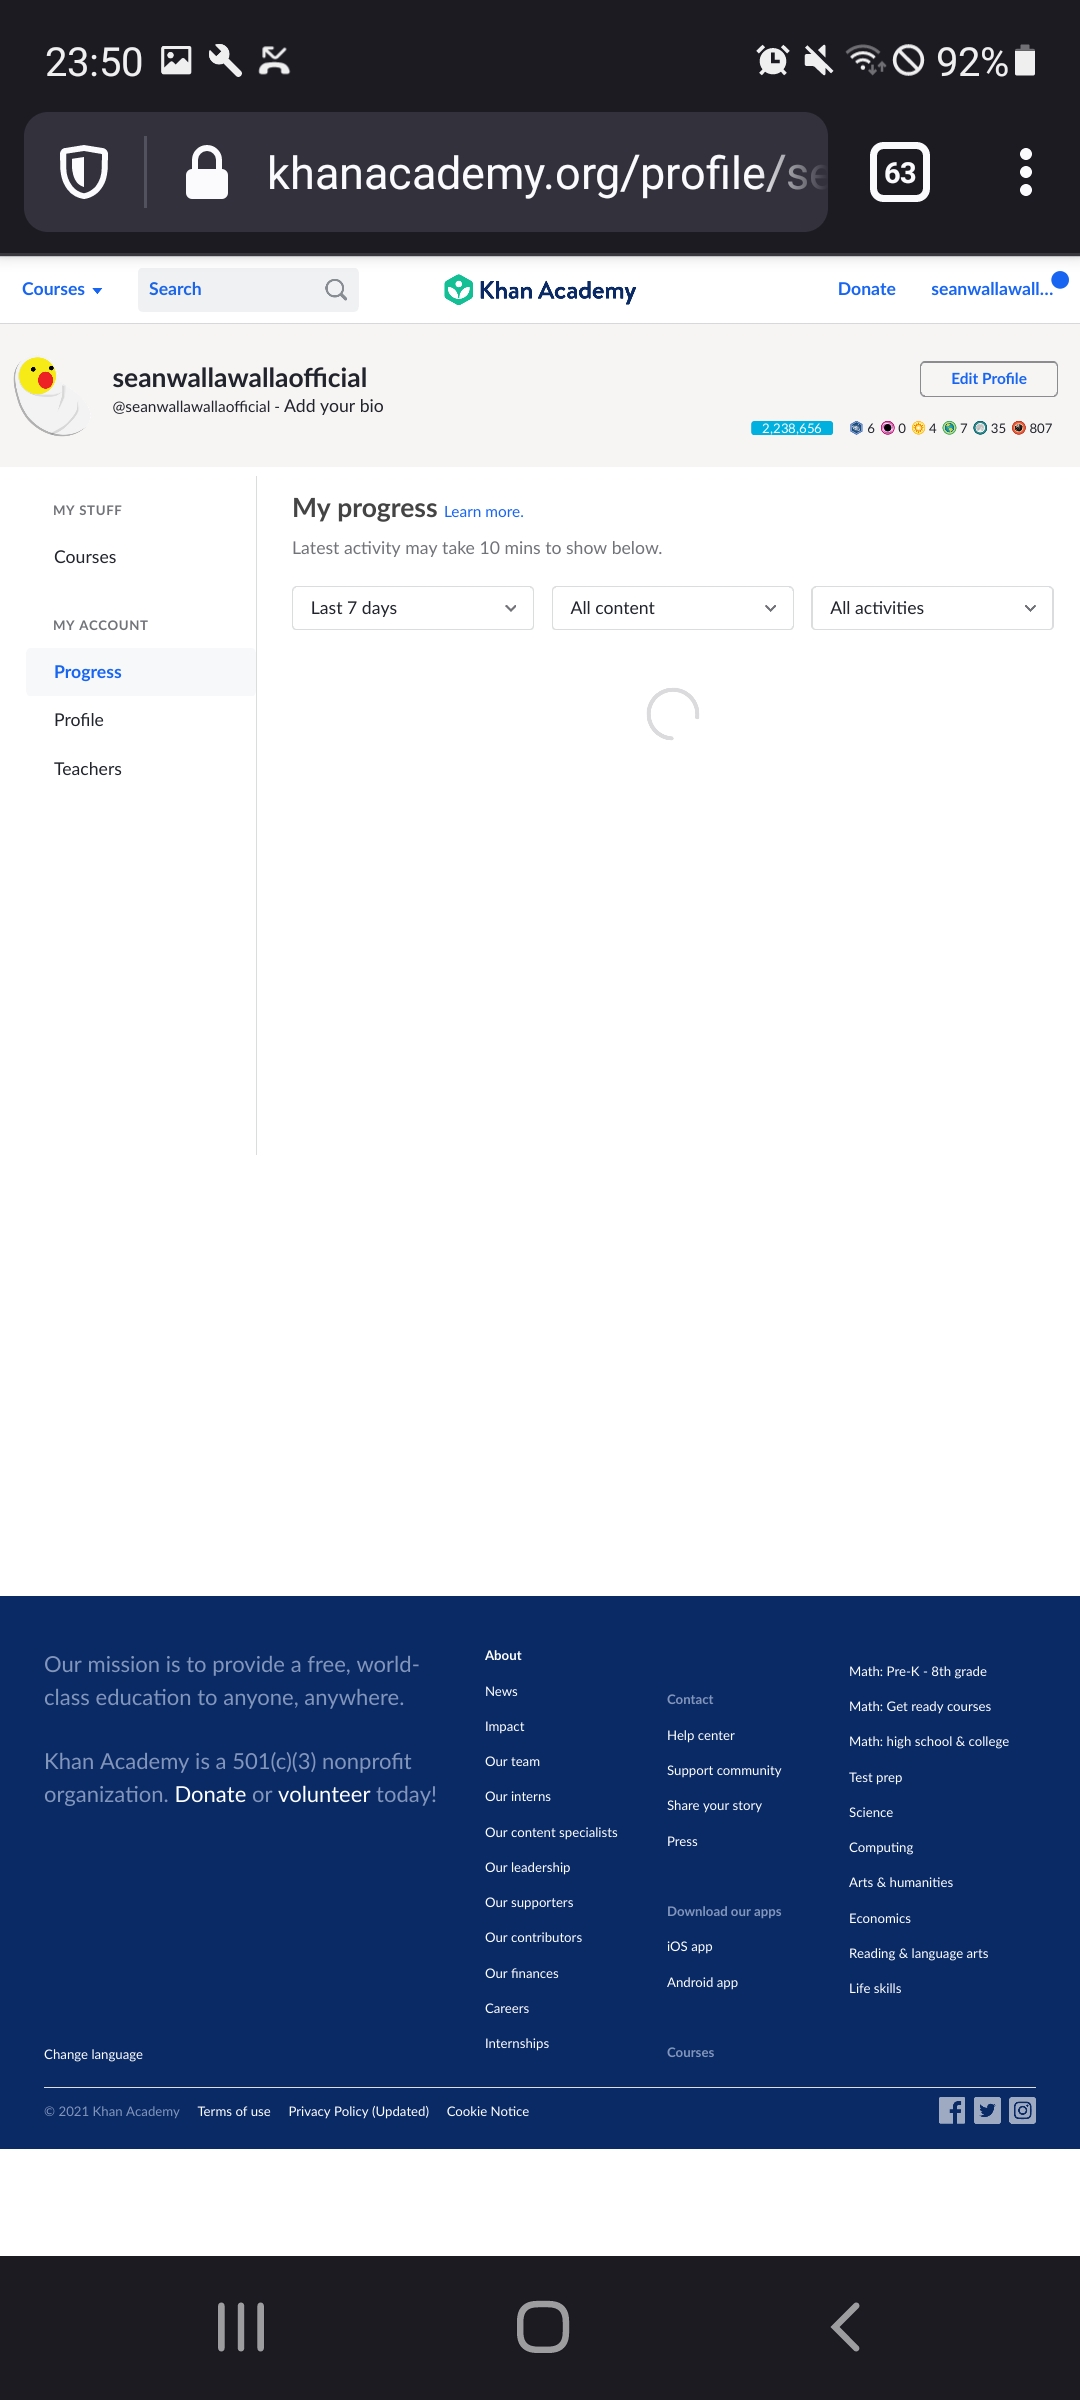 23:50
92%
khanacademy.org/profile/se
63
Courses
Search
Khan Academy
Donate
seanwallawall...
seanwallawallaofficial
@seanwallawallaofficial - Add your bio
Edit Profile
2,238,656
6
0
4
7
35
807
MY STUFF
Courses
MY ACCOUNT
Progress
Profile
Teachers
My progress Learn more.
Latest activity may take 10 mins to show below.
Last 7 days
All content
All activities
Our mission is to provide a free, world-
class education to anyone, anywhere.
Khan Academy is a 501(c)(3) nonprofit
organization. Donate or volunteer today!
Change language
About
News
Impact
Our team
Our interns
Our content specialists
Our leadership
Our supporters
Our contributors
Our finances
Careers
Internships
Contact
Help center
Support community
Share your story
Press
Download our apps
iOS app
Android app
Courses
Math: Pre-K - 8th grade
Math: Get ready courses
Math: high school & college
Test prep
Science
Computing
Arts & humanities
Economics
Reading & language arts
Life skills
© 2021 Khan Academy
Terms of use
Privacy Policy (Updated)
Cookie Notice